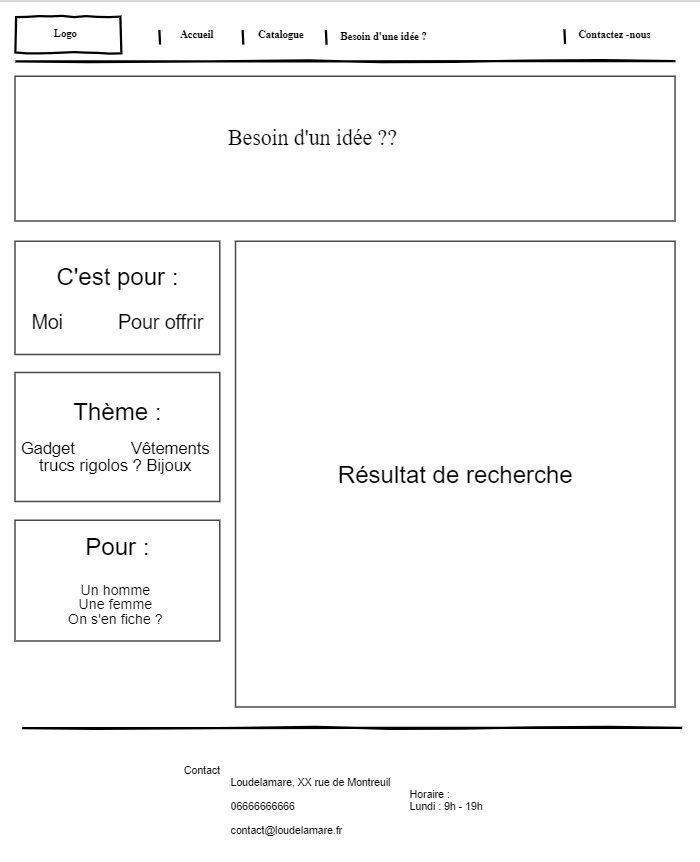 Logo
Accueil
Catalogue
Besoin d'une idée ?
Contactez -nous
Besoin d'un idée ??
C'est pour :
Moi
Pour offrir
Thème :
Gadget
Vêtements
trucs rigolos ? Bijoux
Pour :
Un homme
Une femme
On s'en fiche ?
Résultat de recherche
Contact
Loudelamare, XX rue de Montreuil
06666666666
contact@loudelamare.fr
Horaire :
Lundi : 9h - 19h